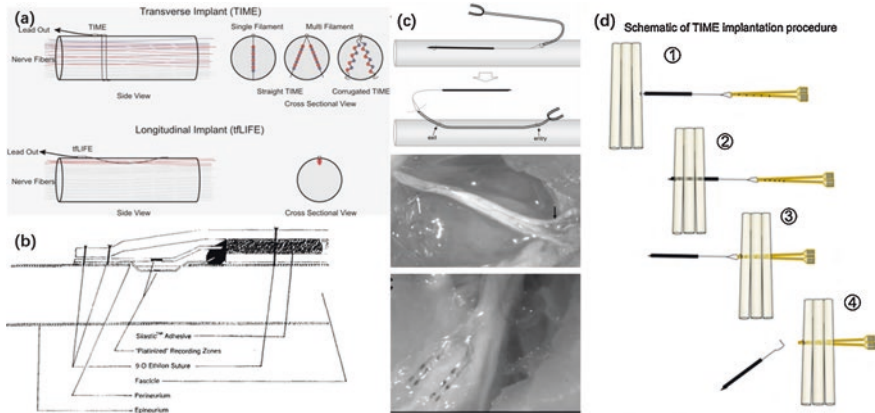 (a)
Transverse Implant (TIME)
Lead Out
TIME
Nerve Fibers
Side View
Single Filament
Multi Filament
Straight TIME
Corrugated TIME
Cross Sectional View
Longitudinal Implant (tfLIFE)
Lead Out
tfLIFE
Nerve Fibers
Side View
Cross Sectional View
(b)
Silastic™ Adhesive
'Platinized' Recording Zones
9-O Ethilon Suture
Fascicle
Perineurium
Epineurium
(c)
exit
entry
(d)
Schematic of TIME implantation procedure
①
②
③
④